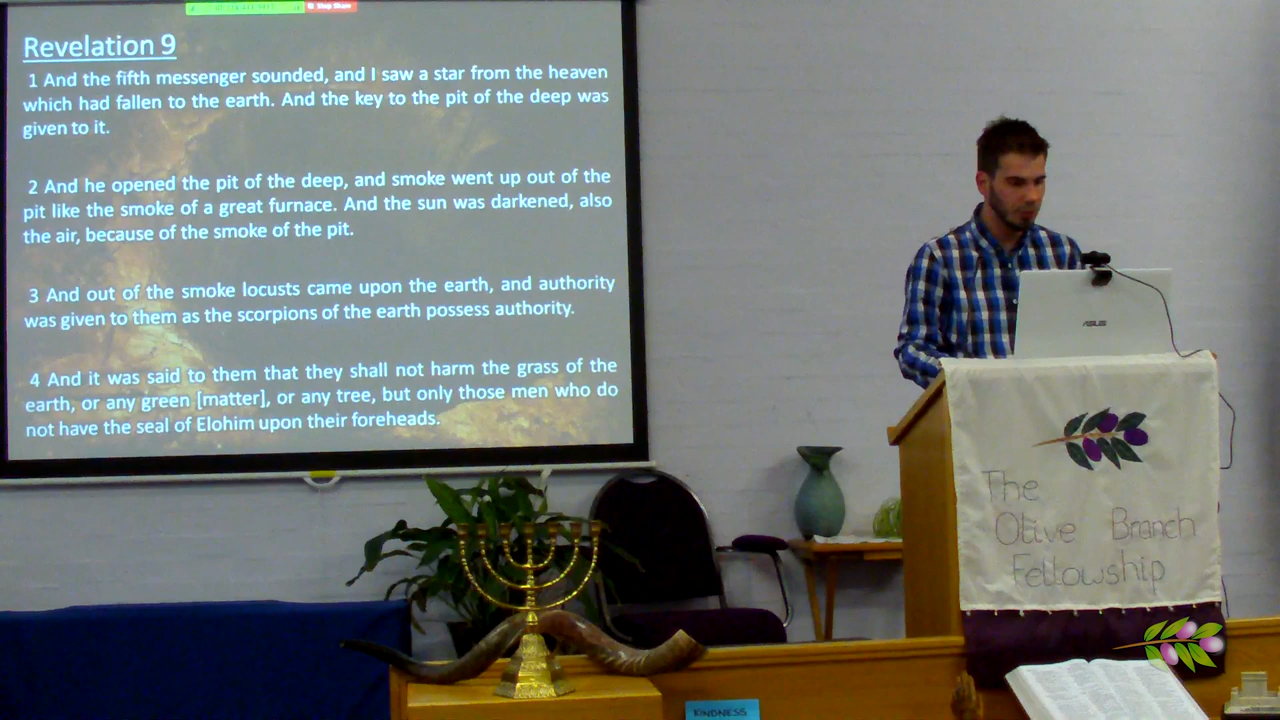 Stop Share
Revelation 9
1 And the fifth messenger sounded, and I saw a star from the heaven
which had fallen to the earth. And the key to the pit of the deep was
given to it.
2 And he opened the pit of the deep, and smoke went up out of the
pit like the smoke of a great furnace. And the sun was darkened, also
the air, because of the smoke of the pit.
3 And out of the smoke locusts came upon the earth, and authority
was given to them as the scorpions of the earth possess authority.
4 And it was said to them that they shall not harm the grass of the
earth, or any green [matter], or any tree, but only those men who do
not have the seal of Elohim upon their foreheads.
ASUS
The
Olive Branch
Fellowship
KINDNESS